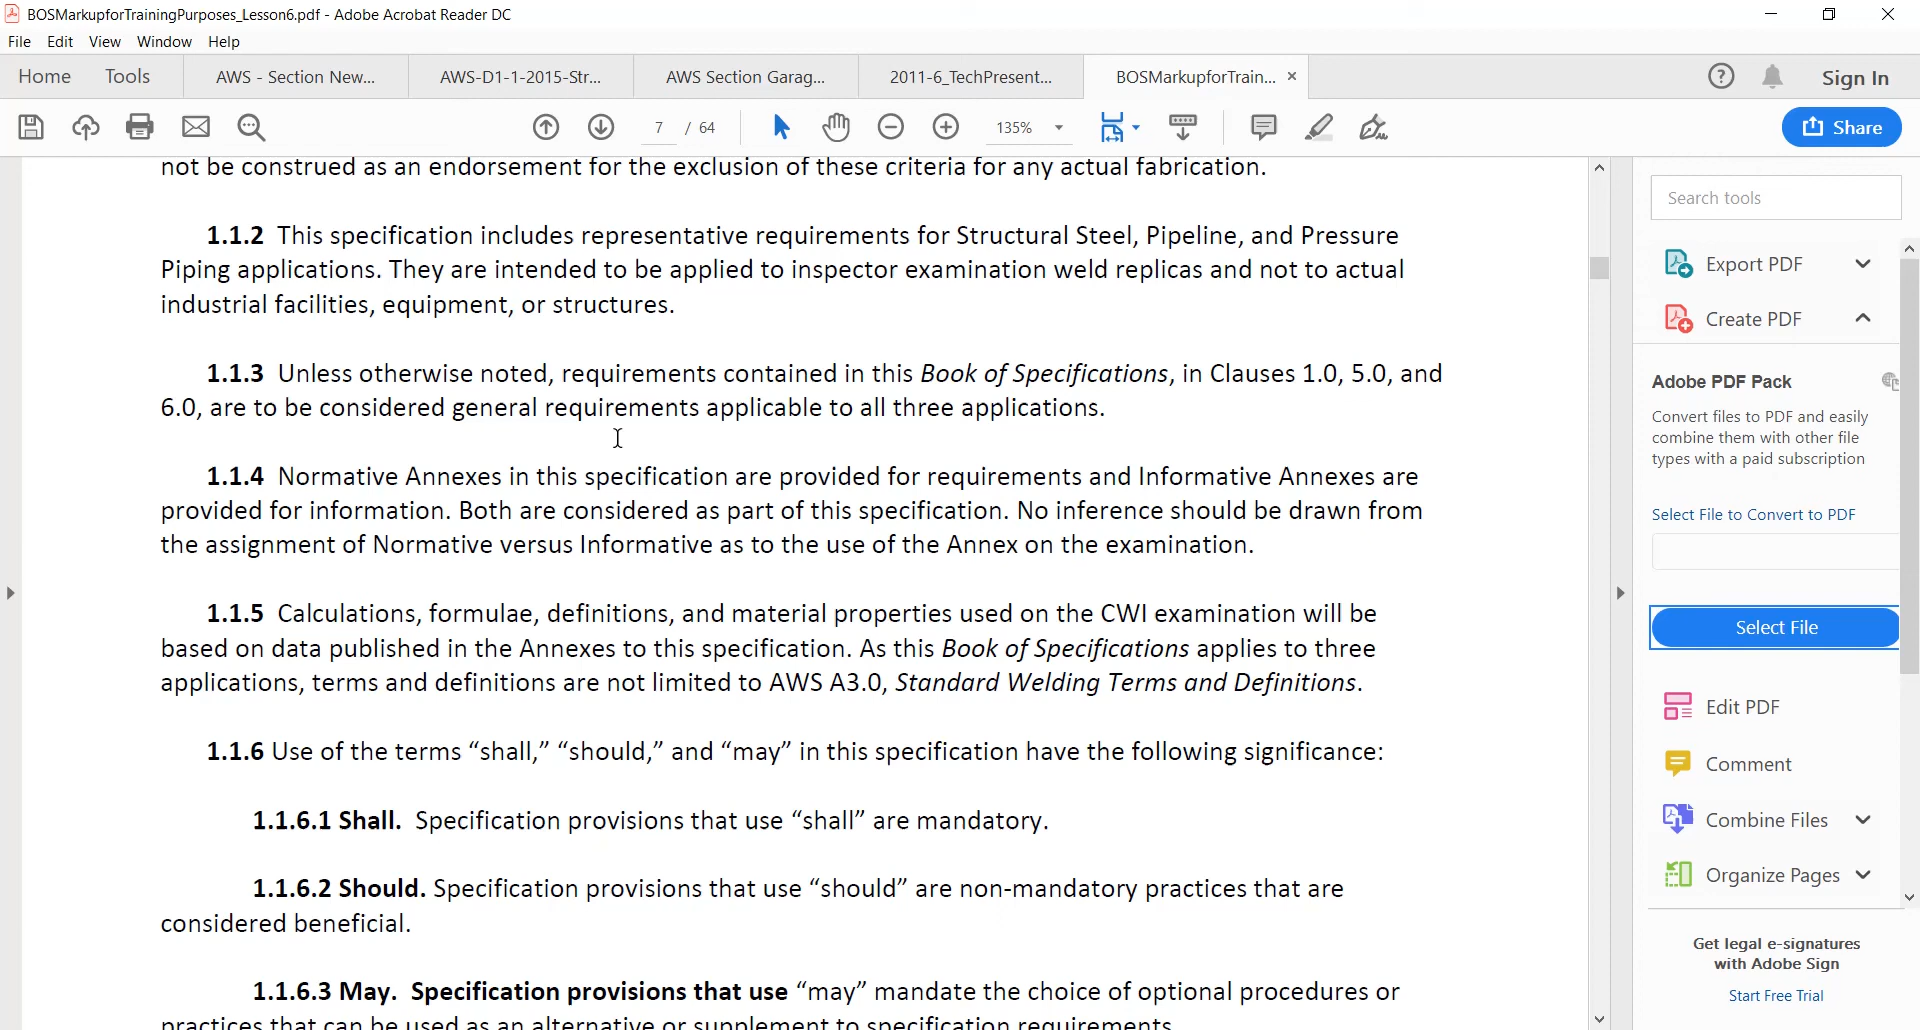 BOSMarkupforTrainingPurposes_Lesson6.pdf - Adobe Acrobat Reader DC
File Edit View Window Help
Home Tools AWS - Section New... AWS-D1-1-2015-Str... AWS Section Garag... 2011-6_TechPresent... BOSMarkupforTrain... × Sign In
7 / 64 135% Share
not be construed as an endorsement for the exclusion of these criteria for any actual fabrication.
1.1.2 This specification includes representative requirements for Structural Steel, Pipeline, and Pressure
Piping applications. They are intended to be applied to inspector examination weld replicas and not to actual
industrial facilities, equipment, or structures.
1.1.3 Unless otherwise noted, requirements contained in this Book of Specifications, in Clauses 1.0, 5.0, and
6.0, are to be considered general requirements applicable to all three applications.
1.1.4 Normative Annexes in this specification are provided for requirements and Informative Annexes are
provided for information. Both are considered as part of this specification. No inference should be drawn from
the assignment of Normative versus Informative as to the use of the Annex on the examination.
1.1.5 Calculations, formulae, definitions, and material properties used on the CWI examination will be
based on data published in the Annexes to this specification. As this Book of Specifications applies to three
applications, terms and definitions are not limited to AWS A3.0, Standard Welding Terms and Definitions.
1.1.6 Use of the terms “shall,” “should,” and “may” in this specification have the following significance:
1.1.6.1 Shall. Specification provisions that use “shall” are mandatory.
1.1.6.2 Should. Specification provisions that use “should” are non-mandatory practices that are
considered beneficial.
1.1.6.3 May. Specification provisions that use “may” mandate the choice of optional procedures or
practices that can be used as an alternative or supplement to specification requirements.
Search tools
Export PDF
Create PDF
Adobe PDF Pack
Convert files to PDF and easily
combine them with other file
types with a paid subscription
Select File to Convert to PDF
Select File
Edit PDF
Comment
Combine Files
Organize Pages
Get legal e-signatures
with Adobe Sign
Start Free Trial